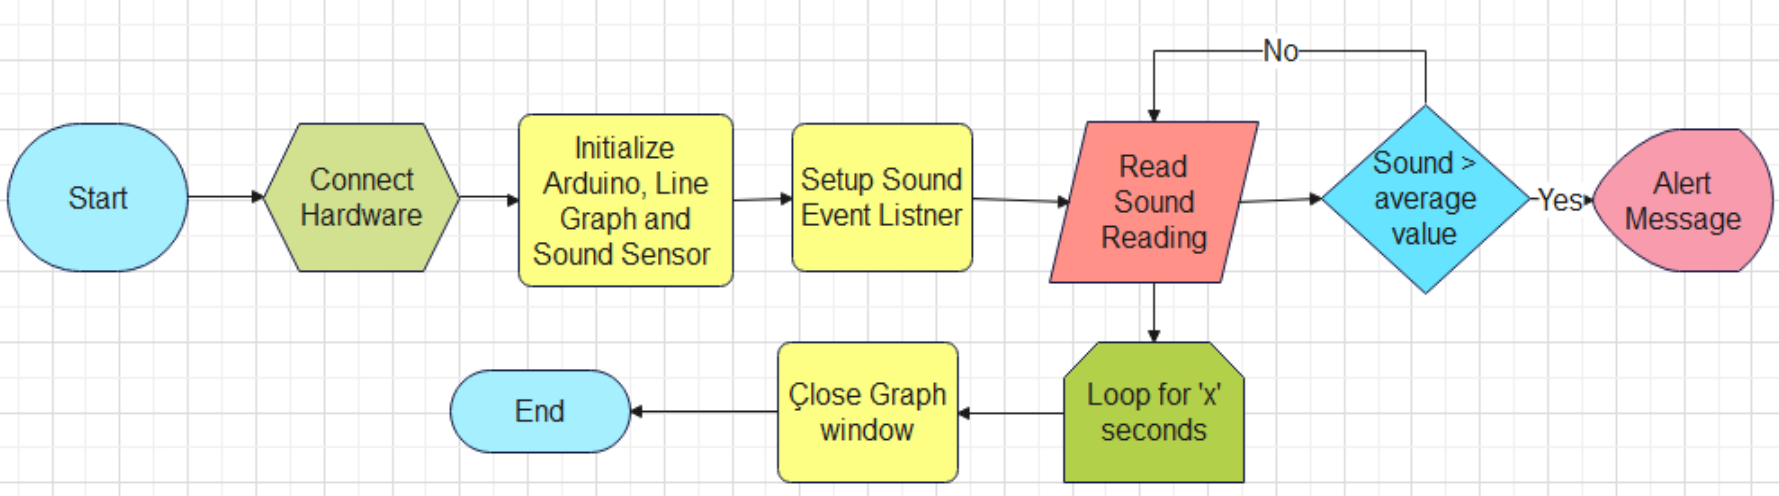 Start
Connect
Hardware
Initialize
Arduino, Line
Graph and
Sound Sensor
Setup Sound
Event Listner
Read
Sound
Reading
No
Sound >
average
value
Yes
Alert
Message
Loop for 'x'
seconds
Çlose Graph
window
End